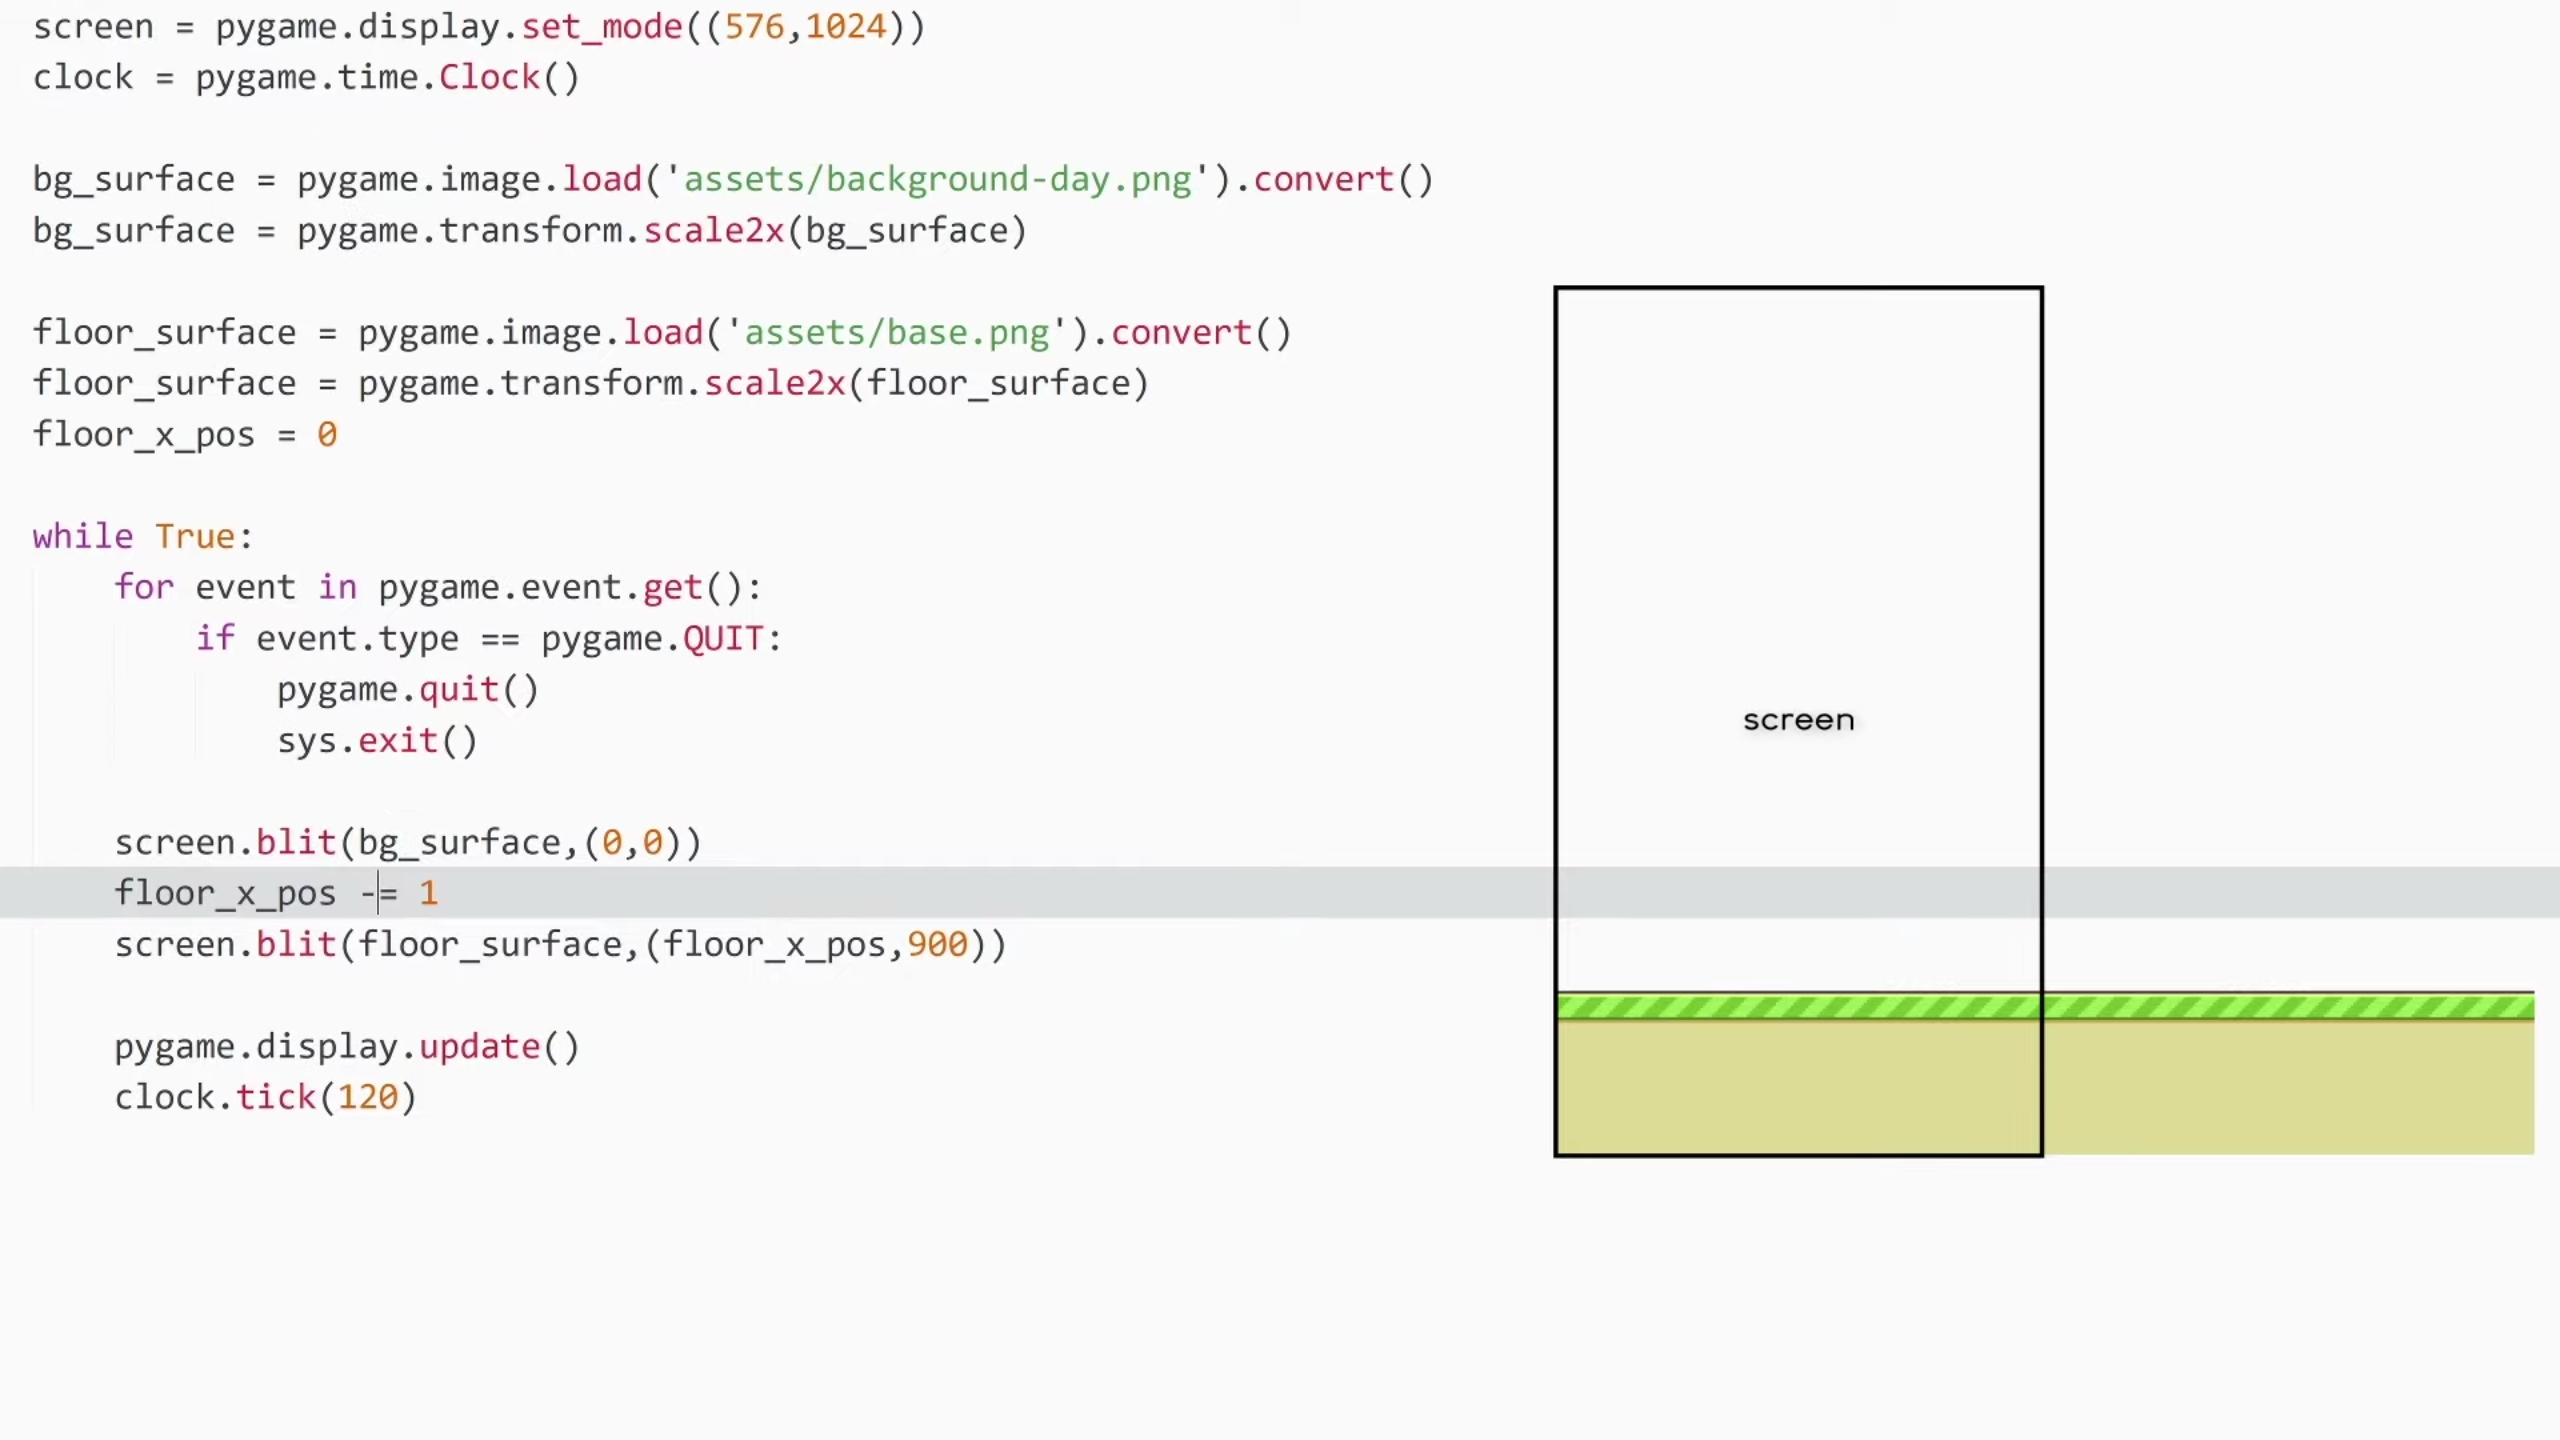 screen = pygame.display.set_mode((576,1024))
clock = pygame.time.Clock()
bg_surface = pygame.image.load('assets/background-day.png').convert()
bg_surface = pygame.transform.scale2x(bg_surface)
floor_surface = pygame.image.load('assets/base.png').convert()
floor_surface = pygame.transform.scale2x(floor_surface)
floor_x_pos = 0
while True:
    for event in pygame.event.get():
        if event.type == pygame.QUIT:
            pygame.quit()
            sys.exit()
    screen.blit(bg_surface,(0,0))
    floor_x_pos -= 1
    screen.blit(floor_surface,(floor_x_pos,900))
    pygame.display.update()
    clock.tick(120)
screen